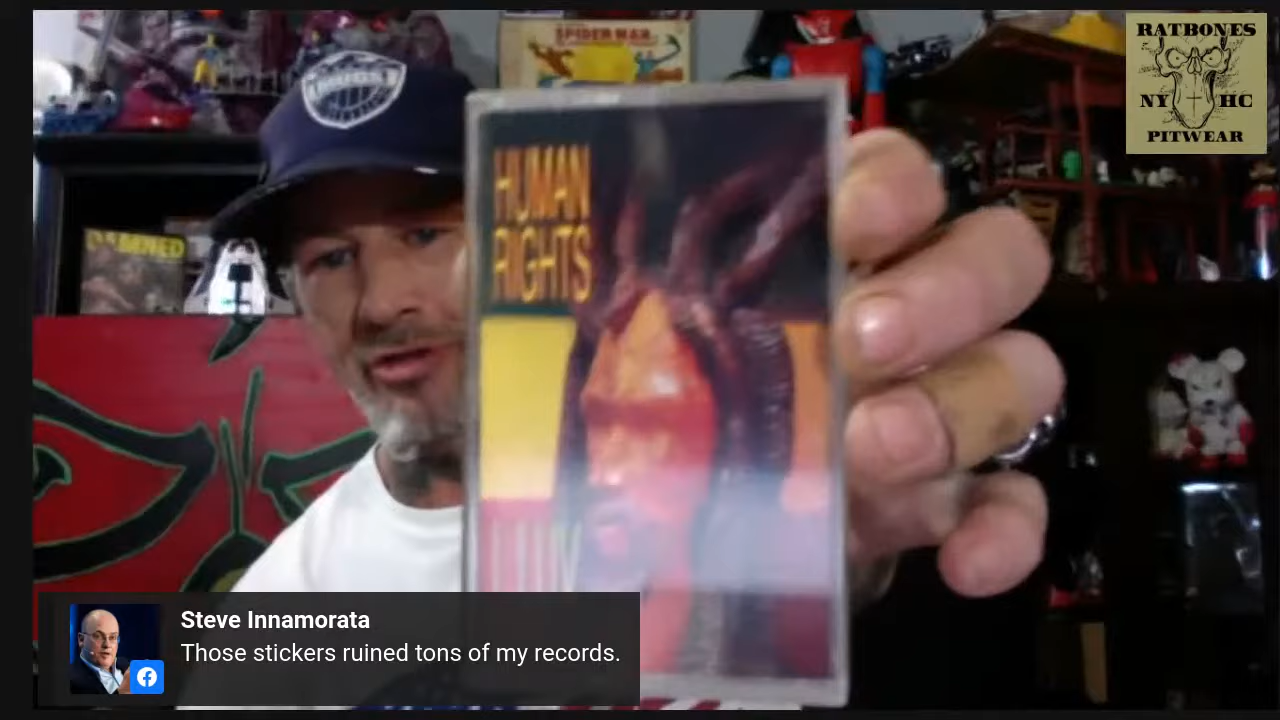 RATBONES
NY HC
PITWEAR
SPIDER-MAN
DAMNED
HUMAN
RIGHTS
Steve Innamorata
Those stickers ruined tons of my records.